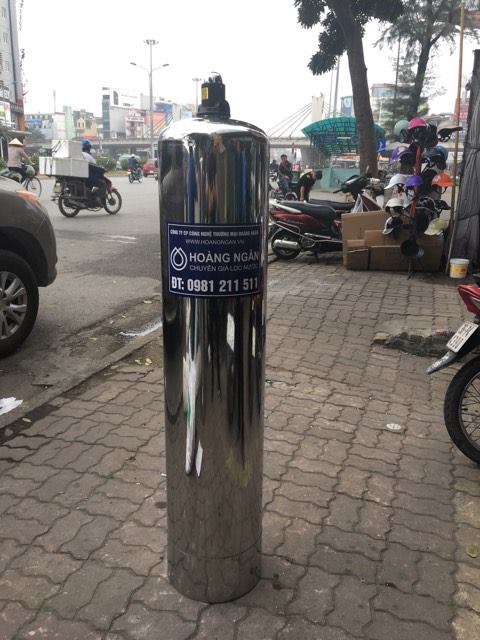 CÔNG TY CP CÔNG NGHỆ THƯƠNG MẠI HOÀNG NGÂN
WWW.HOANGNGAN.VN
HOÀNG NGÂN
CHUYÊN GIA LỌC NƯỚC
ĐT: 0981 211 511